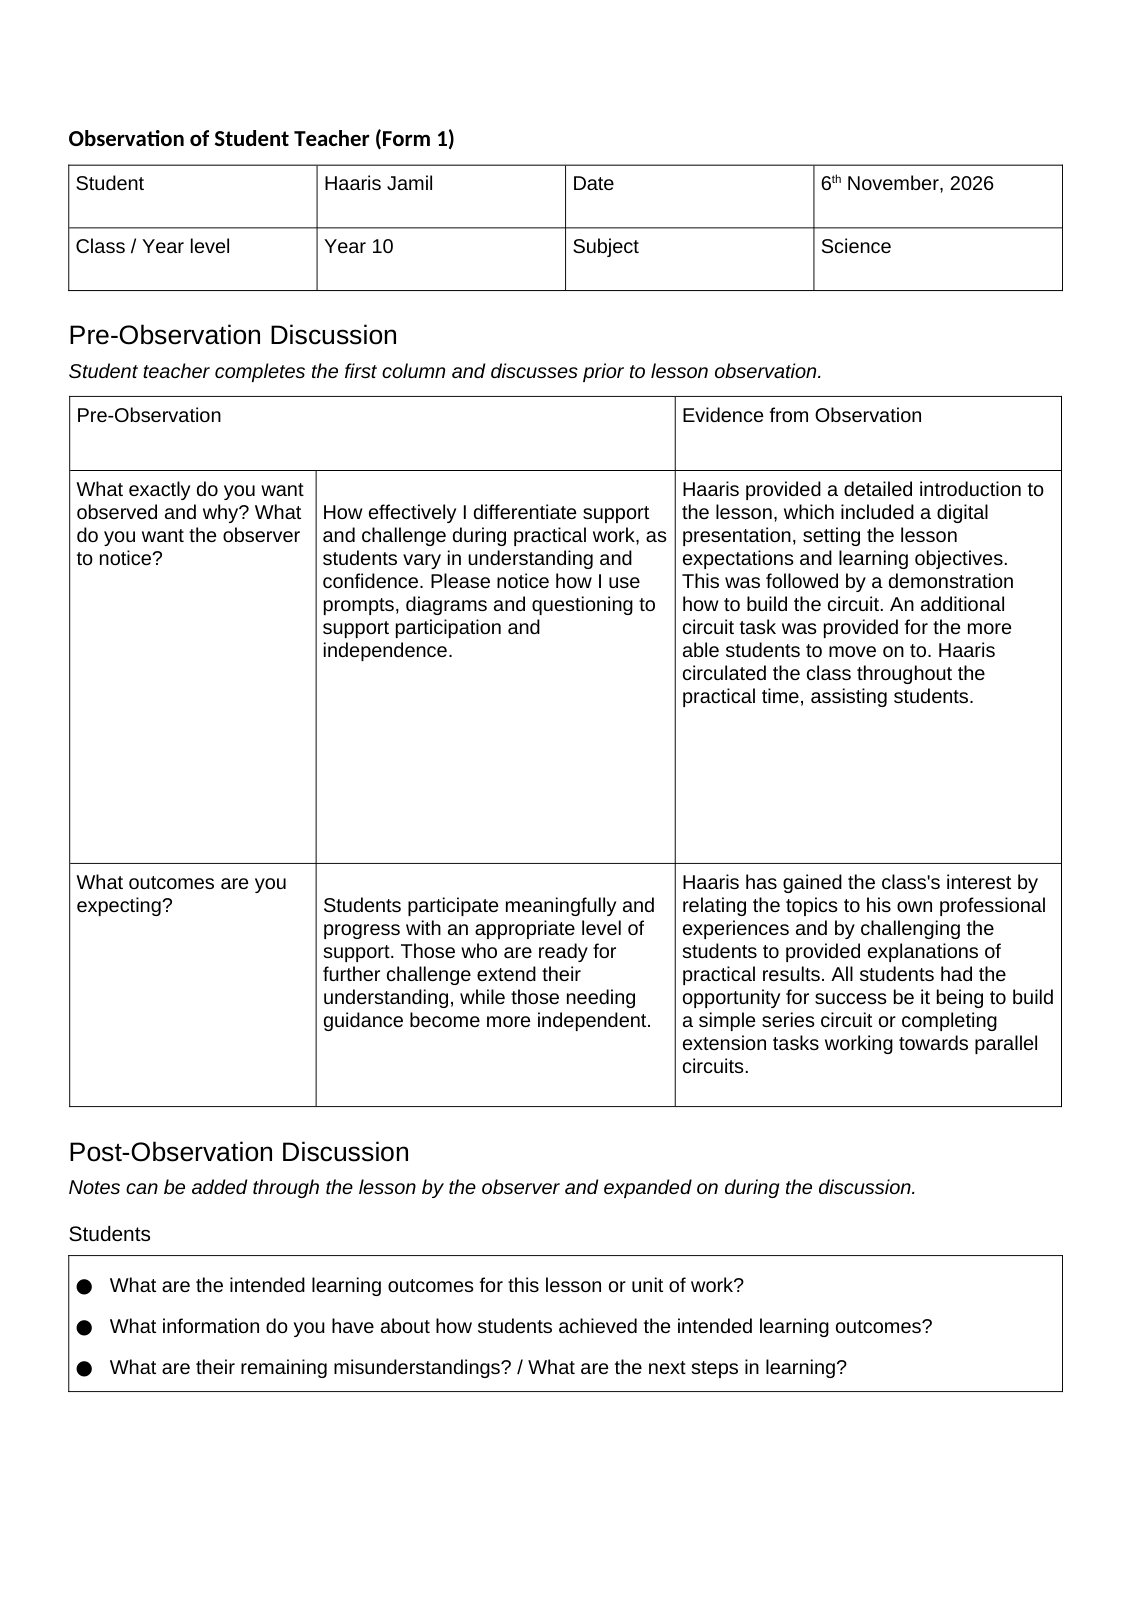 Observation of Student Teacher (Form 1)
Student
Haaris Jamil
Date
6th November, 2026
Class / Year level
Year 10
Subject
Science
Pre-Observation Discussion
Student teacher completes the first column and discusses prior to lesson observation.
Pre-Observation
Evidence from Observation
What exactly do you want
observed and why? What
do you want the observer
to notice?
How effectively I differentiate support
and challenge during practical work, as
students vary in understanding and
confidence. Please notice how I use
prompts, diagrams and questioning to
support participation and
independence.
Haaris provided a detailed introduction to
the lesson, which included a digital
presentation, setting the lesson
expectations and learning objectives.
This was followed by a demonstration
how to build the circuit. An additional
circuit task was provided for the more
able students to move on to. Haaris
circulated the class throughout the
practical time, assisting students.
What outcomes are you
expecting?
Students participate meaningfully and
progress with an appropriate level of
support. Those who are ready for
further challenge extend their
understanding, while those needing
guidance become more independent.
Haaris has gained the class's interest by
relating the topics to his own professional
experiences and by challenging the
students to provided explanations of
practical results. All students had the
opportunity for success be it being to build
a simple series circuit or completing
extension tasks working towards parallel
circuits.
Post-Observation Discussion
Notes can be added through the lesson by the observer and expanded on during the discussion.
Students
● What are the intended learning outcomes for this lesson or unit of work?
● What information do you have about how students achieved the intended learning outcomes?
● What are their remaining misunderstandings? / What are the next steps in learning?